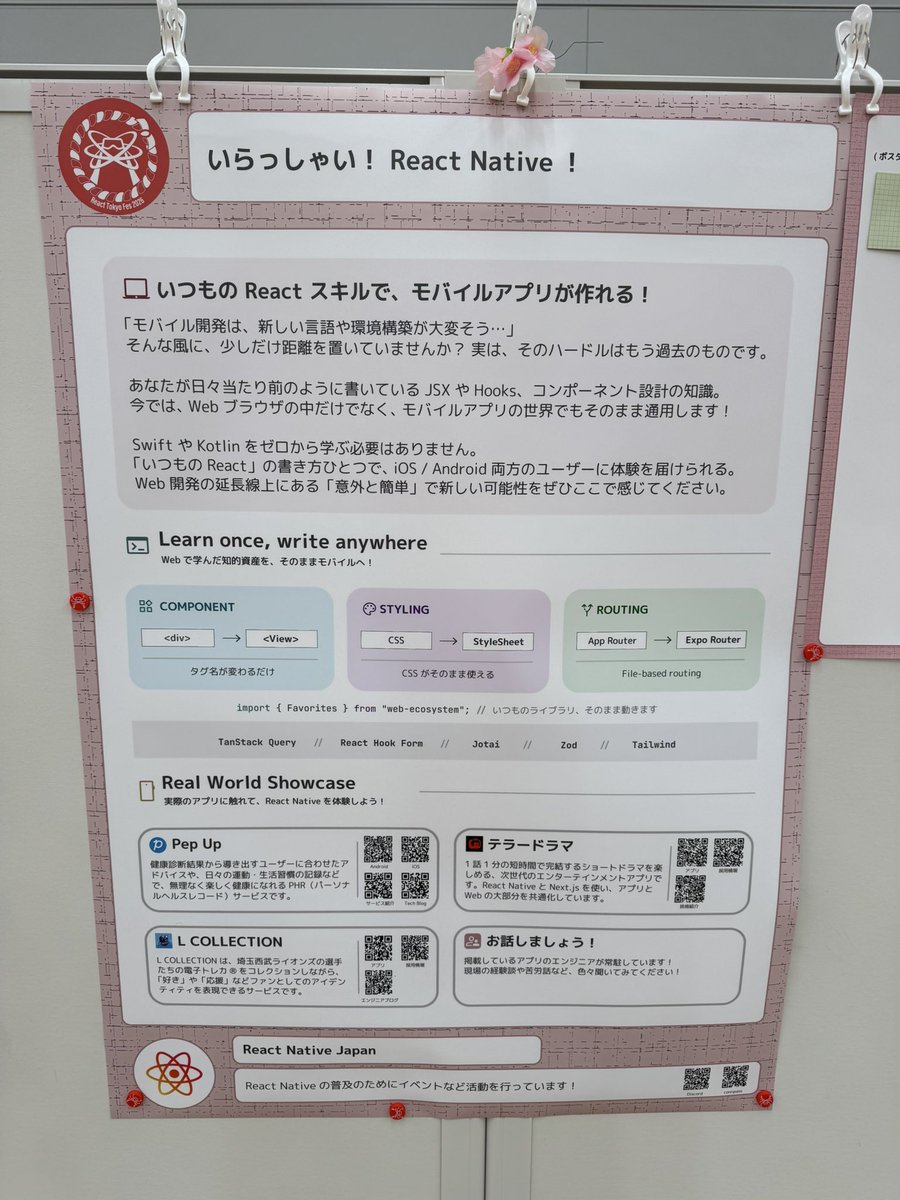 React Tokyo Fes 2026
いらっしゃい！ React Native ！
(ポスタ
いつもの React スキルで、モバイルアプリが作れる！
「モバイル開発は、新しい言語や環境構築が大変そう…」
そんな風に、少しだけ距離を置いていませんか？ 実は、そのハードルはもう過去のものです。
あなたが日々当たり前のように書いている JSX や Hooks、コンポーネント設計の知識。
今では、Web ブラウザの中だけでなく、モバイルアプリの世界でもそのまま通用します！
Swift や Kotlin をゼロから学ぶ必要はありません。
「いつもの React」の書き方ひとつで、iOS / Android 両方のユーザーに体験を届けられる。
Web 開発の延長線上にある「意外と簡単」で新しい可能性をぜひここで感じてください。
Learn once, write anywhere
Web で学んだ知的資産を、そのままモバイルへ！
COMPONENT
<div> → <View>
タグ名が変わるだけ
STYLING
CSS → StyleSheet
CSS がそのまま使える
ROUTING
App Router → Expo Router
File-based routing
import { Favorites } from "web-ecosystem"; // いつものライブラリ、そのまま動きます
TanStack Query // React Hook Form // Jotai // Zod // Tailwind
Real World Showcase
実際のアプリに触れて、React Native を体験しよう！
Pep Up
健康診断結果から導き出すユーザーに合わせたア
ドバイスや、日々の運動・生活習慣の記録などで
で、無理なく楽しく健康になれる PHR（パーソナ
ルヘルスレコード）サービスです。
Android
iOS
サービス紹介
Tech Blog
テラードラマ
1 話 1 分の短時間で完結するショートドラマを楽
しめる、次世代のエンターテインメントアプリで
す。React Native と Next.js を使い、アプリと
Web の大部分を共通化しています。
アプリ
採用情報
技術紹介
L COLLECTION
L COLLECTION は、埼玉西武ライオンズの選手
たちの電子トレカ ® をコレクションしながら、
「好き」や「応援」などファンとしてのアイデン
ティティを表現できるサービスです。
アプリ
採用情報
エンジニアブログ
お話しましょう！
掲載しているアプリのエンジニアが常駐しています！
現場の経験談や苦労話など、色々聞いてみてください！
React Native Japan
React Native の普及のためにイベントなど活動を行っています！
Discord
connpass